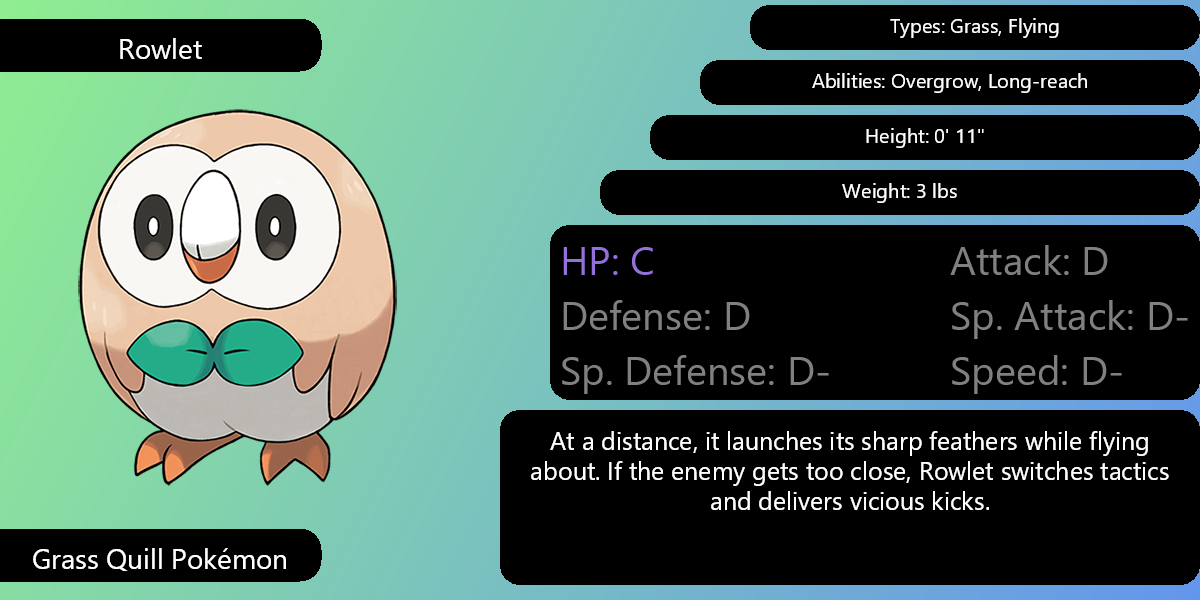 Rowlet
Types: Grass, Flying
Abilities: Overgrow, Long-reach
Height: 0' 11"
Weight: 3 lbs
HP: C
Attack: D
Defense: D
Sp. Attack: D-
Sp. Defense: D-
Speed: D-
At a distance, it launches its sharp feathers while flying
about. If the enemy gets too close, Rowlet switches tactics
and delivers vicious kicks.
Grass Quill Pokémon